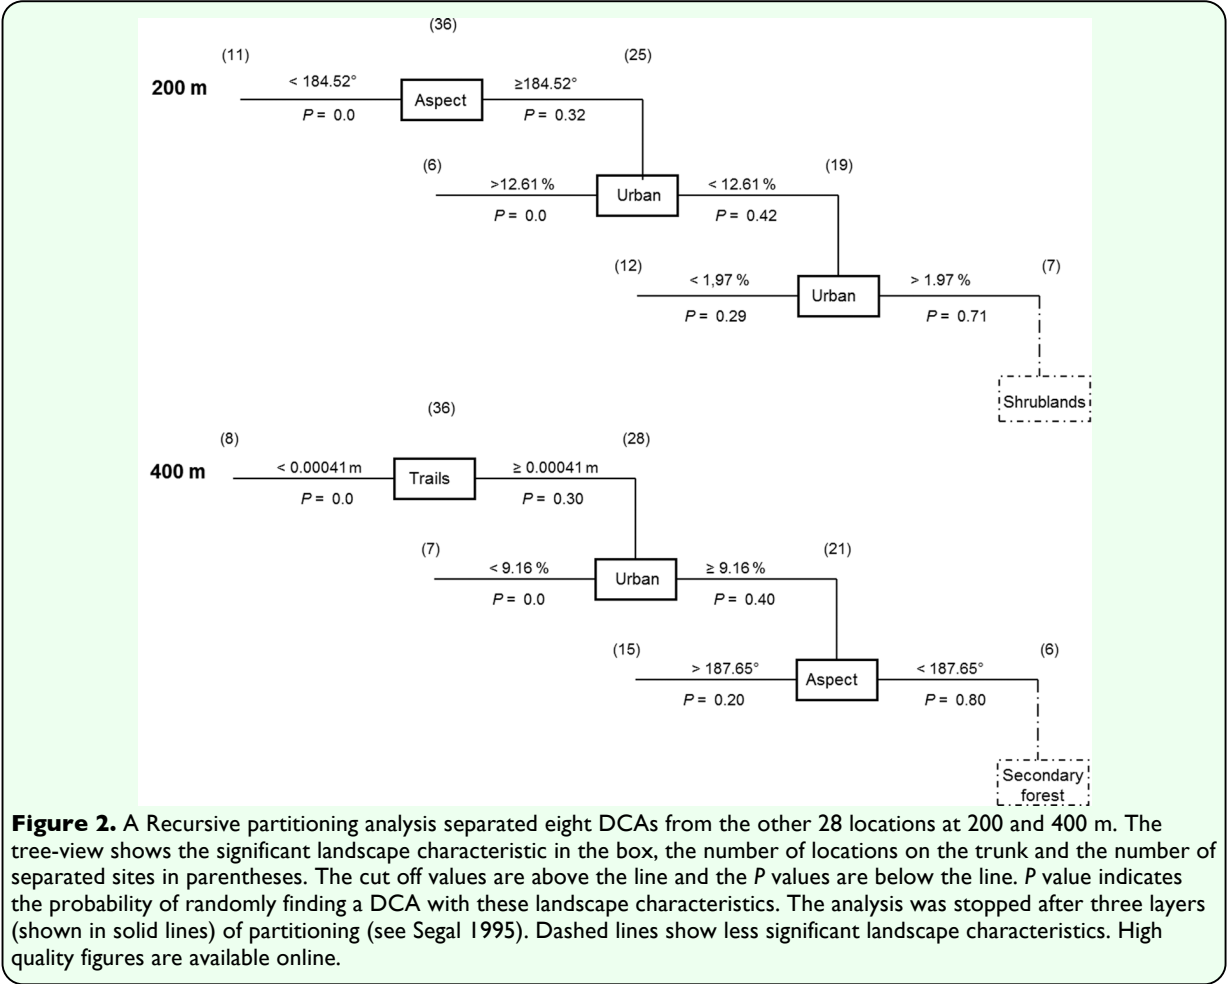 (36)
(11) (25)
200 m < 184.52° Aspect ≥184.52°
P = 0.0 P = 0.32
(6) (19)
>12.61 % Urban < 12.61 %
P = 0.0 P = 0.42
(12) (7)
< 1,97 % Urban > 1.97 %
P = 0.29 P = 0.71
Shrublands
(36)
(8) (28)
400 m < 0.00041 m Trails ≥ 0.00041 m
P = 0.0 P = 0.30
(7) (21)
< 9.16 % Urban ≥ 9.16 %
P = 0.0 P = 0.40
(15) (6)
> 187.65° Aspect < 187.65°
P = 0.20 P = 0.80
Secondary
forest
Figure 2. A Recursive partitioning analysis separated eight DCAs from the other 28 locations at 200 and 400 m. The
tree-view shows the significant landscape characteristic in the box, the number of locations on the trunk and the number of
separated sites in parentheses. The cut off values are above the line and the P values are below the line. P value indicates
the probability of randomly finding a DCA with these landscape characteristics. The analysis was stopped after three layers
(shown in solid lines) of partitioning (see Segal 1995). Dashed lines show less significant landscape characteristics. High
quality figures are available online.